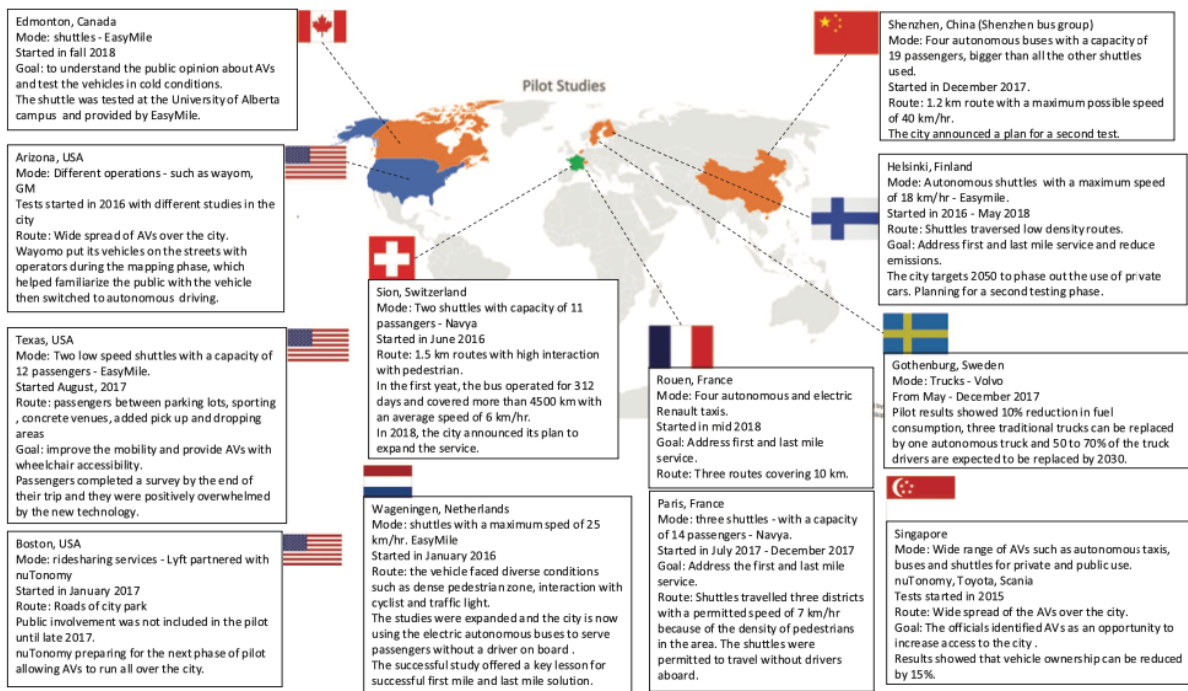 Pilot Studies
Edmonton, Canada
Mode: shuttles - EasyMile
Started in fall 2018
Goal: to understand the public opinion about AVs
and test the vehicles in cold conditions.
The shuttle was tested at the University of Alberta
campus and provided by EasyMile.
Arizona, USA
Mode: Different operations - such as wayom,
GM
Tests started in 2016 with different studies in the
city
Route: Wide spread of AVs over the city.
Wayomo put its vehicles on the streets with
operators during the mapping phase, which
helped familiarize the public with the vehicle
then switched to autonomous driving.
Texas, USA
Mode: Two low speed shuttles with a capacity of
12 passengers - EasyMile.
Started August, 2017
Route: passengers between parking lots, sporting
, concrete venues, added pick up and dropping
areas
Goal: improve the mobility and provide AVs with
wheelchair accessibility.
Passengers completed a survey by the end of
their trip and they were positively overwhelmed
by the new technology.
Boston, USA
Mode: ridesharing services - Lyft partnered with
nuTonomy
Started in January 2017
Route: Roads of city park
Public involvement was not included in the pilot
until late 2017.
nuTonomy preparing for the next phase of pilot
allowing AVs to run all over the city.
Sion, Switzerland
Mode: Two shuttles with capacity of 11
passangers - Navya
Started in June 2016
Route: 1.5 km routes with high interaction
with pedestrian.
In the first year, the bus operated for 312
days and covered more than 4500 km with
an average speed of 6 km/hr.
In 2018, the city announced its plan to
expand the service.
Wageningen, Netherlands
Mode: shuttles with a maximum sped of 25
km/hr. EasyMile
Started in January 2016
Route: the vehicle faced diverse conditions
such as dense pedestrian zone, interaction with
cyclist and traffic light.
The studies were expanded and the city is now
using the electric autonomous buses to serve
passengers without a driver on board .
The successful study offered a key lesson for
successful first mile and last mile solution.
Rouen, France
Mode: Four autonomous and electric
Renault taxis.
Started in mid 2018
Goal: Address first and last mile
service.
Route: Three routes covering 10 km.
Paris, France
Mode: three shuttles - with a capacity
of 14 passengers - Navya.
Started in July 2017 - December 2017
Goal: Address the first and last mile
service.
Route: Shuttles travelled three districts
with a permitted speed of 7 km/hr
because of the density of pedestrians
in the area. The shuttles were
permitted to travel without drivers
aboard.
Shenzhen, China (Shenzhen bus group)
Mode: Four autonomous buses with a capacity of
19 passengers, bigger than all the other shuttles
used.
Started in December 2017.
Route: 1.2 km route with a maximum possible speed
of 40 km/hr.
The city announced a plan for a second test.
Helsinki, Finland
Mode: Autonomous shuttles with a maximum speed
of 18 km/hr - Easymile.
Started in 2016 - May 2018
Route: Shuttles traversed low density routes.
Goal: Address first and last mile service and reduce
emissions.
The city targets 2050 to phase out the use of private
cars. Planning for a second testing phase.
Gothenburg, Sweden
Mode: Trucks - Volvo
From May - December 2017
Pilot results showed 10% reduction in fuel
consumption, three traditional trucks can be replaced
by one autonomous truck and 50 to 70% of the truck
drivers are expected to be replaced by 2030.
Singapore
Mode: Wide range of AVs such as autonomous taxis,
buses and shuttles for private and public use.
nuTonomy, Toyota, Scania
Tests started in 2015
Route: Wide spread of the AVs over the city.
Goal: The officials identified AVs as an opportunity to
increase access to the city .
Results showed that vehicle ownership can be reduced
by 15%.